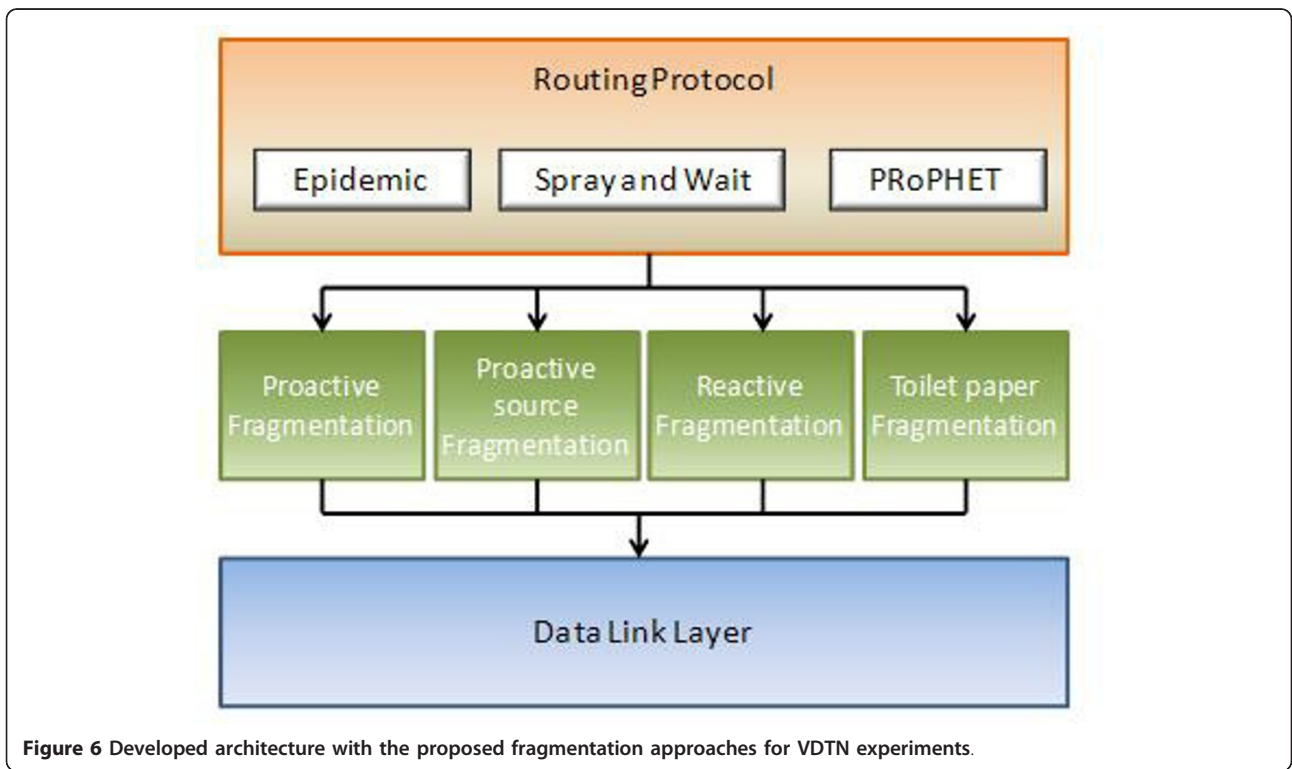 Routing Protocol
Epidemic
Spray and Wait
PRoPHET
Proactive
Fragmentation
Proactive
source
Fragmentation
Reactive
Fragmentation
Toilet paper
Fragmentation
Data Link Layer
Figure 6 Developed architecture with the proposed fragmentation approaches for VDTN experiments.